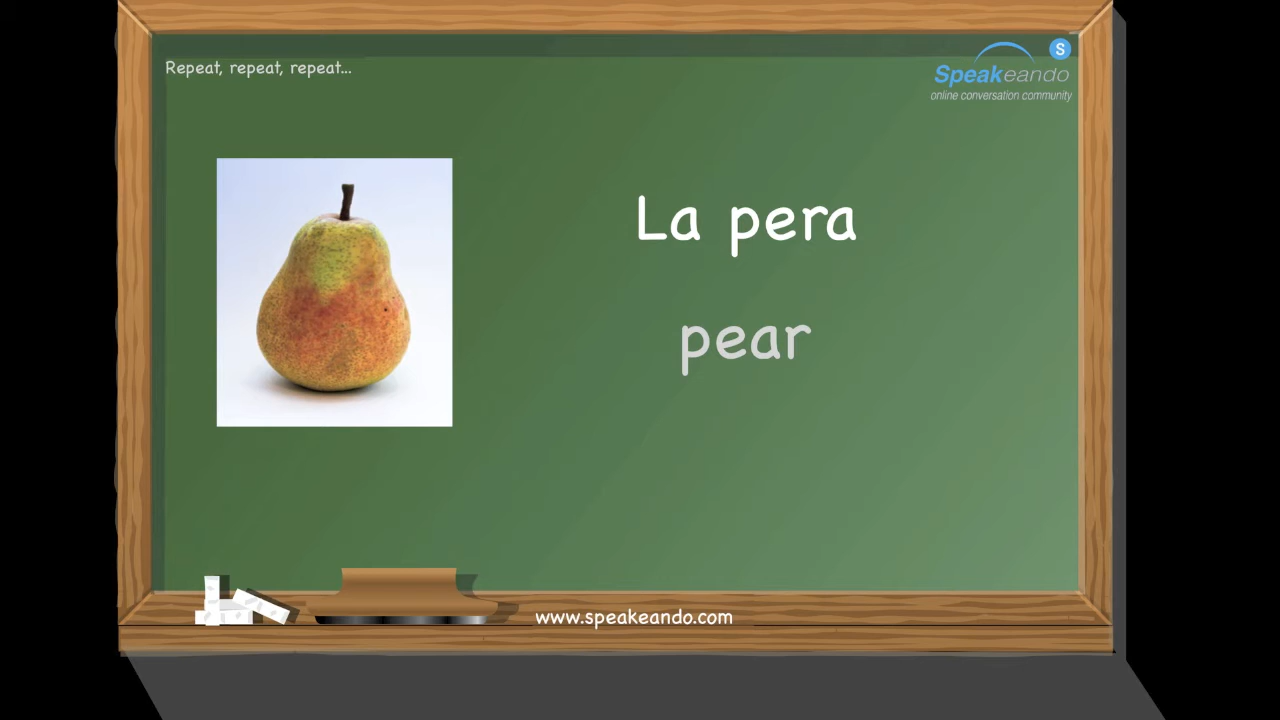 Repeat, repeat, repeat...
S
Speakeando
online conversation community
La pera
pear
www.speakeando.com